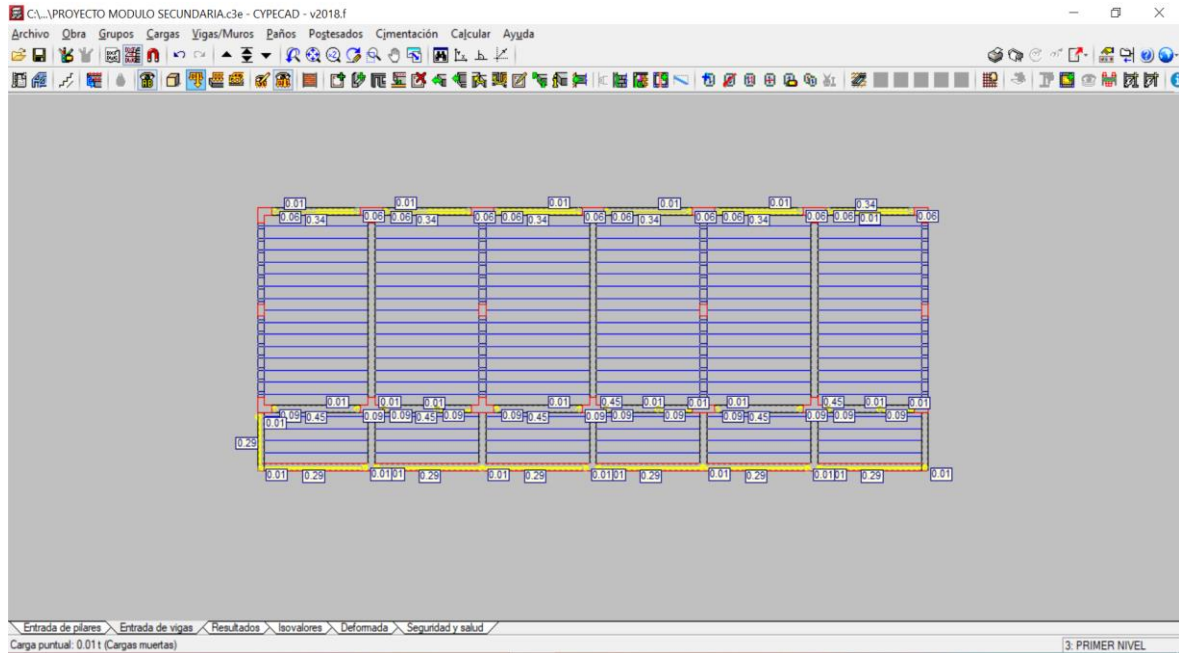 C:\...\PROYECTO MODULO SECUNDARIA.c3e - CYPECAD - v2018.f
Archivo Obra Grupos Cargas Vigas/Muros Paños Postesados Cimentación Calcular Ayuda
0.01 0.01 0.01 0.01 0.01 0.34
0.06 0.34 0.06 0.06 0.34 0.06 0.06 0.34 0.06 0.06 0.34 0.06 0.06 0.34 0.06 0.06 0.01 0.06
0.01 0.01 0.01 0.01 0.45 0.01 0.01 0.01 0.45 0.01 0.01
0.09 0.45 0.09 0.09 0.45 0.09 0.09 0.45 0.09 0.09 0.09 0.09 0.45 0.09 0.09 0.09
0.01
0.29
0.01 0.29 0.01 01 0.29 0.01 0.29 0.01 01 0.29 0.01 0.29 0.01 01 0.29 0.01
Entrada de pilares Entrada de vigas Resultados Isovalores Deformada Seguridad y salud
Carga puntual: 0.01 t (Cargas muertas) 3: PRIMER NIVEL